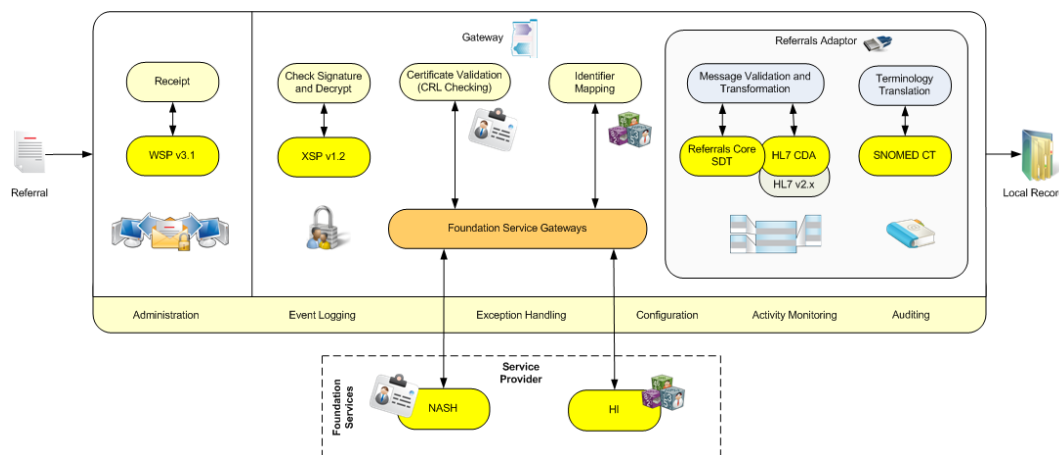 Gateway
Referrals Adaptor
Receipt
Check Signature
and Decrypt
Certificate Validation
(CRL Checking)
Identifier
Mapping
Message Validation and
Transformation
Terminology
Translation
WSP v3.1
XSP v1.2
Referrals Core
SDT
HL7 CDA
HL7 v2.x
SNOMED CT
Referral
Local Record
Foundation Service Gateways
Administration
Event Logging
Exception Handling
Configuration
Activity Monitoring
Auditing
Service
Provider
Foundation
Services
NASH
HI